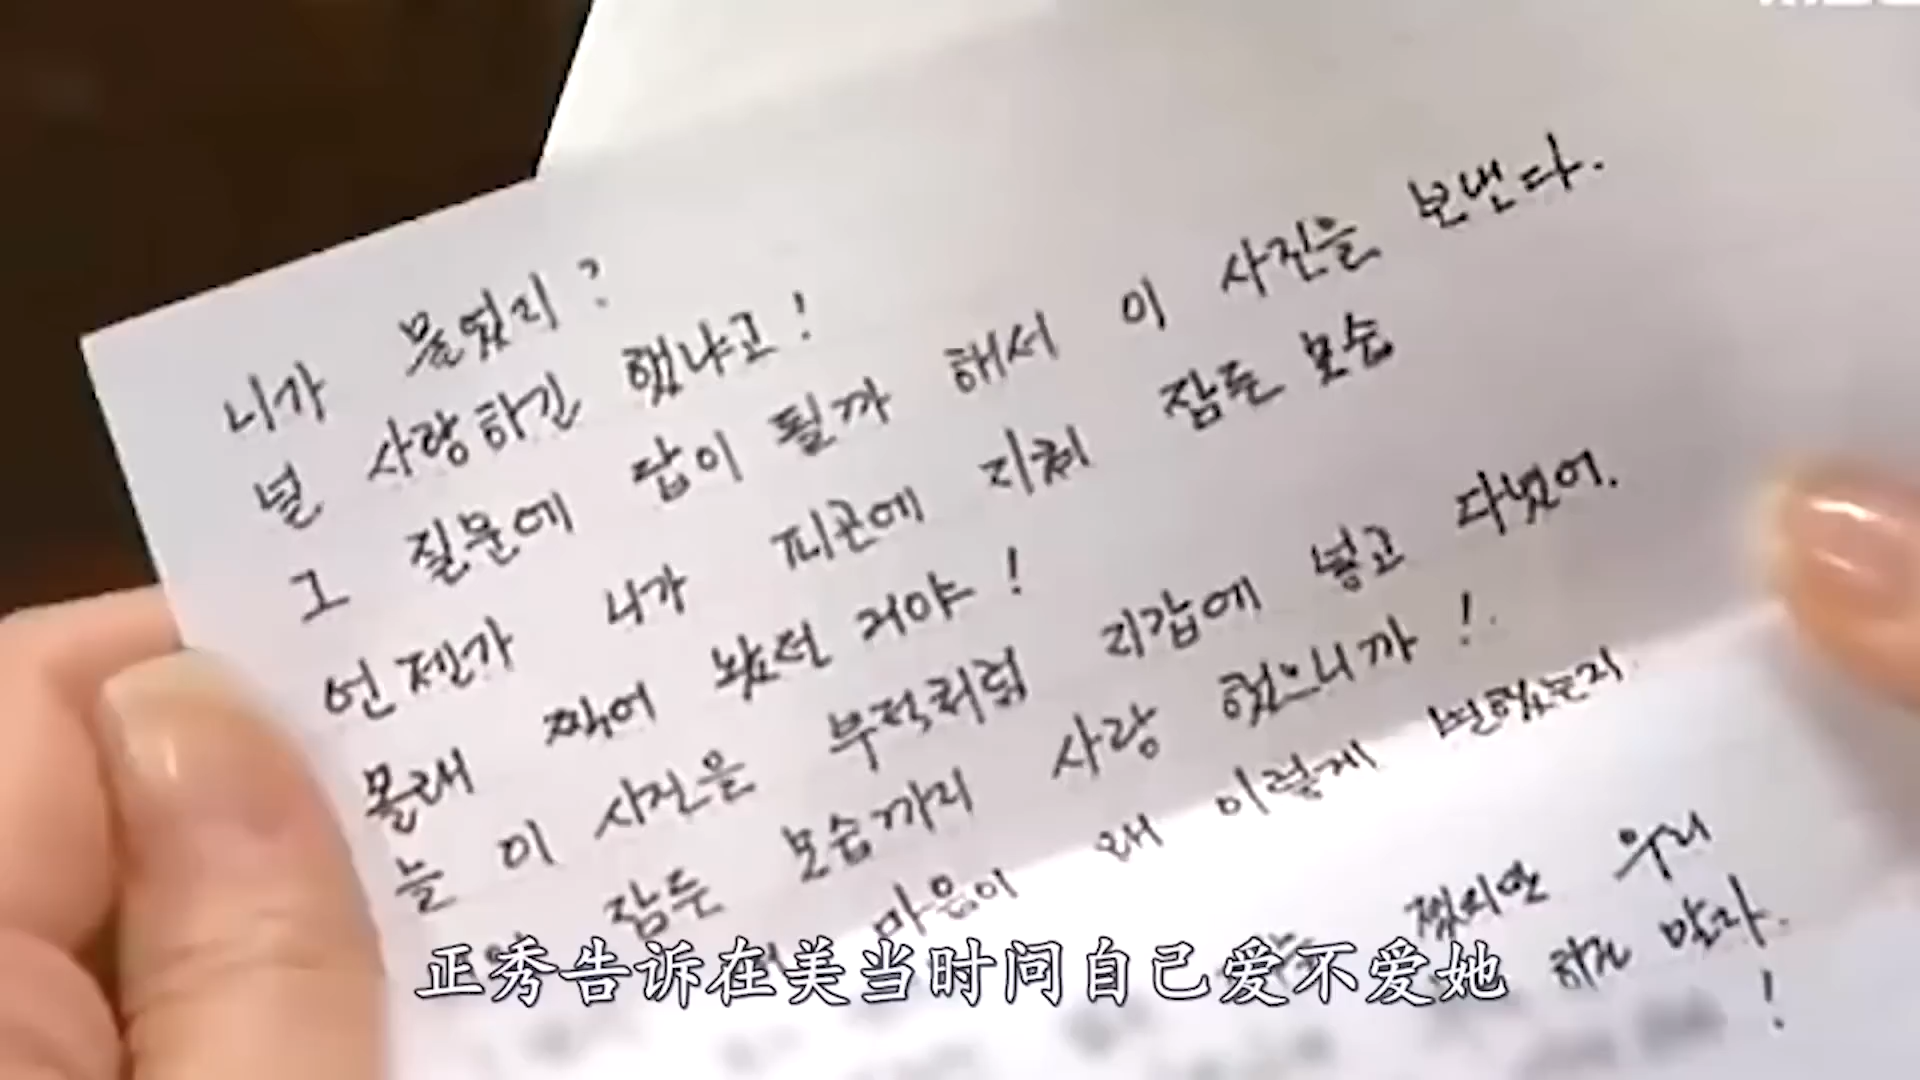 니가 물었지?
널 사랑하긴 했냐고!
그 질문에 답이 될까 해서 이 사진을 보낸다.
언젠가 니가 피곤에 지쳐 잠든 모습
몰래 찍어 놨던 거야!
늘 이 사진을 부적처럼 지갑에 넣고 다녔어.
잠든 모습까지 사랑 했으니까!
마음이 왜 이렇게 변했는지
우리
하지 말자.
!
正秀告诉在美当时问自己爱不爱她